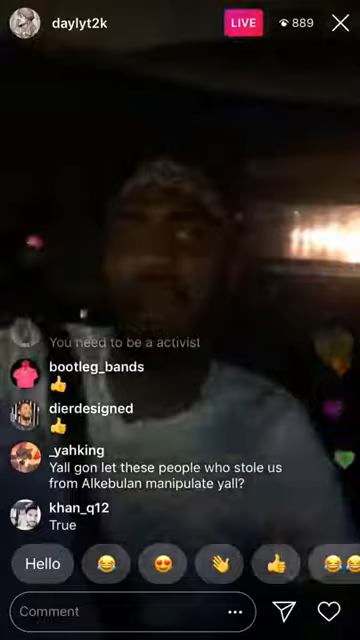 daylyt2k
LIVE
889
You need to be a activist
bootleg_bands
👍
dierdesigned
👍
_yahking
Yall gon let these people who stole us
from Alkebulan manipulate yall?
khan_q12
True
Hello 😂 😍 👋 👍 😂😂
Comment